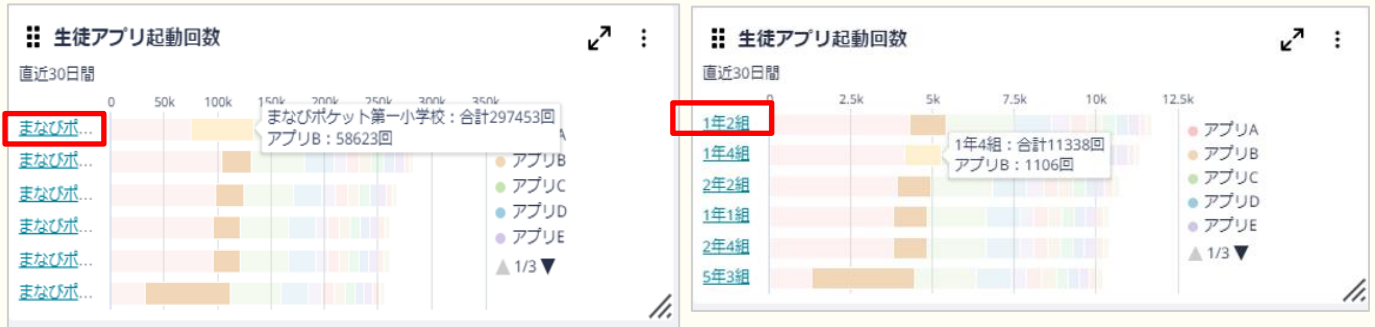 生徒アプリ起動回数
直近30日間
0 50k 100k 150k 200k 250k 300k 350k
まなびポ...
まなびポケット第一小学校：合計297453回
アプリB：58623回
まなびポ...
まなびポ...
まなびポ...
まなびポ...
まなびポ...
A
アプリB
アプリC
アプリD
アプリE
1/3
生徒アプリ起動回数
直近30日間
0 2.5k 5k 7.5k 10k 12.5k
1年2組
1年4組
2年2組
1年1組
2年4組
5年3組
1年4組：合計11338回
アプリB：1106回
アプリA
アプリB
アプリC
アプリD
アプリE
1/3